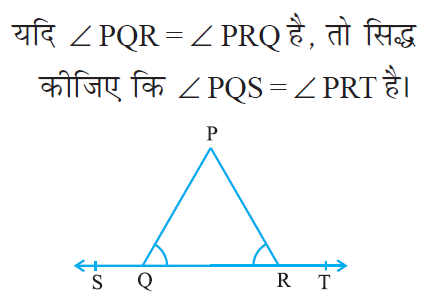 यदि ∠PQR = ∠PRQ है, तो सिद्ध
कीजिए कि ∠PQS = ∠PRT है।
P
S Q R T